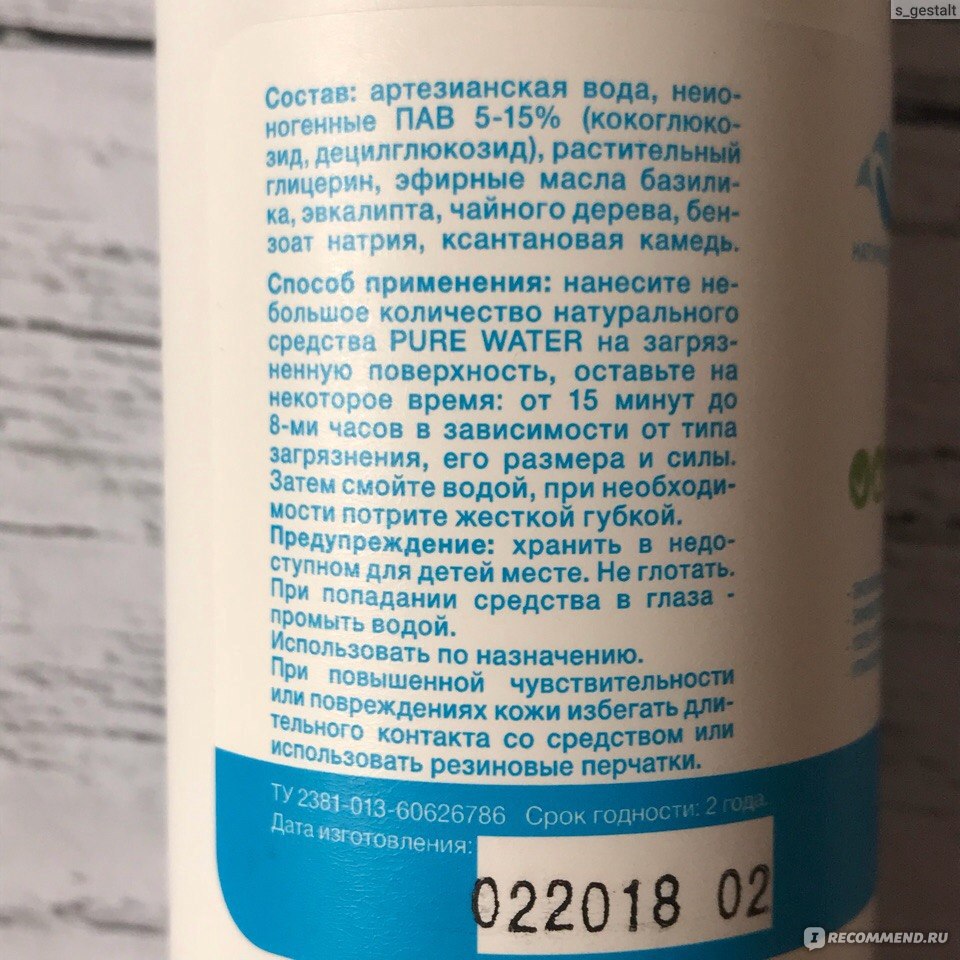 s_gestalt
Состав: артезианская вода, неио-
ногенные ПАВ 5-15% (кокоглюко-
зид, децилглюкозид), растительный
глицерин, эфирные масла базили-
ка, эвкалипта, чайного дерева, бен-
зоат натрия, ксантановая камедь.
Способ применения: нанесите не-
большое количество натурального
средства PURE WATER на загряз-
ненную поверхность, оставьте на
некоторое время: от 15 минут до
8-ми часов в зависимости от типа
загрязнения, его размера и силы.
Затем смойте водой, при необходи-
мости потрите жесткой губкой.
Предупреждение: хранить в недо-
ступном для детей месте. Не глотать.
При попадании средства в глаза -
промыть водой.
Использовать по назначению.
При повышенной чувствительности
или повреждениях кожи избегать дли-
тельного контакта со средством или
использовать резиновые перчатки.
ТУ 2381-013-60626786 Срок годности: 2 года.
Дата изготовления:
022018 02
IRECOMMEND.RU